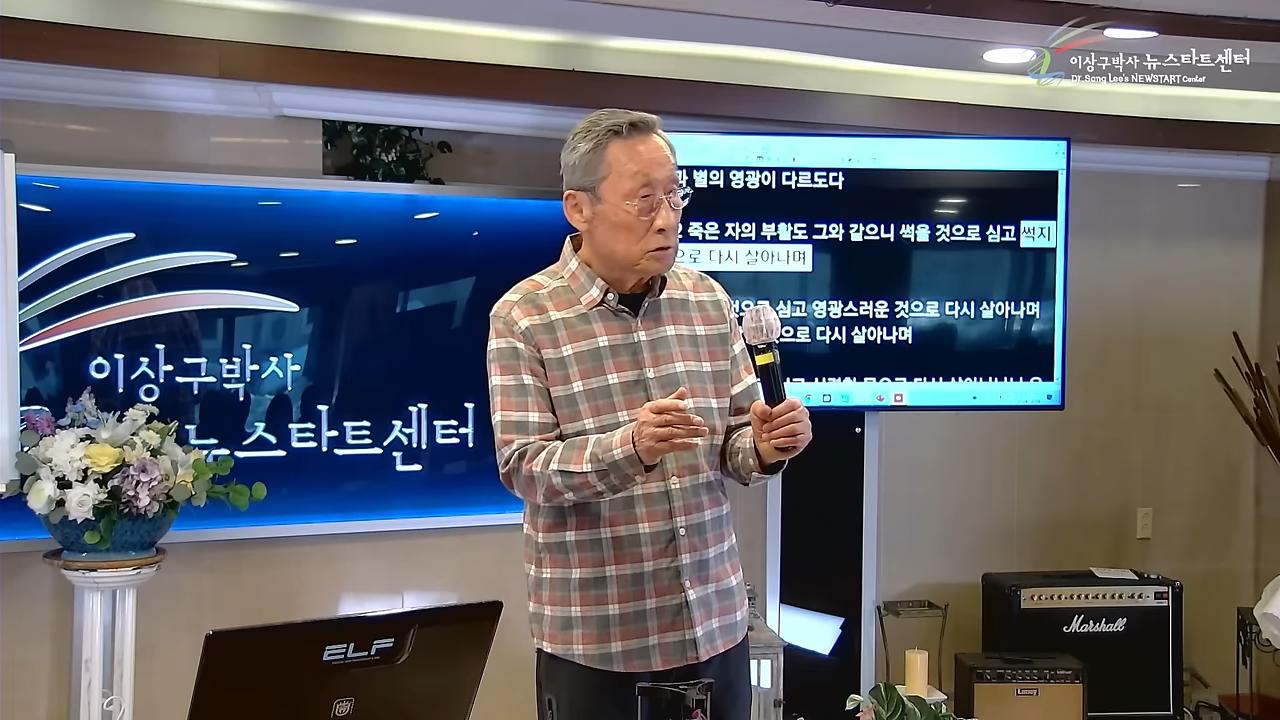 이상구박사 뉴스타트센터
Dr. Sang Lee's NEWSTART Center
별의 영광이 다르도다
죽은 자의 부활도 그와 같으니 썩을 것으로 심고 썩지
으로 다시 살아나며
심고 영광스러운 것으로 다시 살아나며
으로 다시 살아나며
이상구박사
뉴스타트센터
ELF
Marshall
Laney